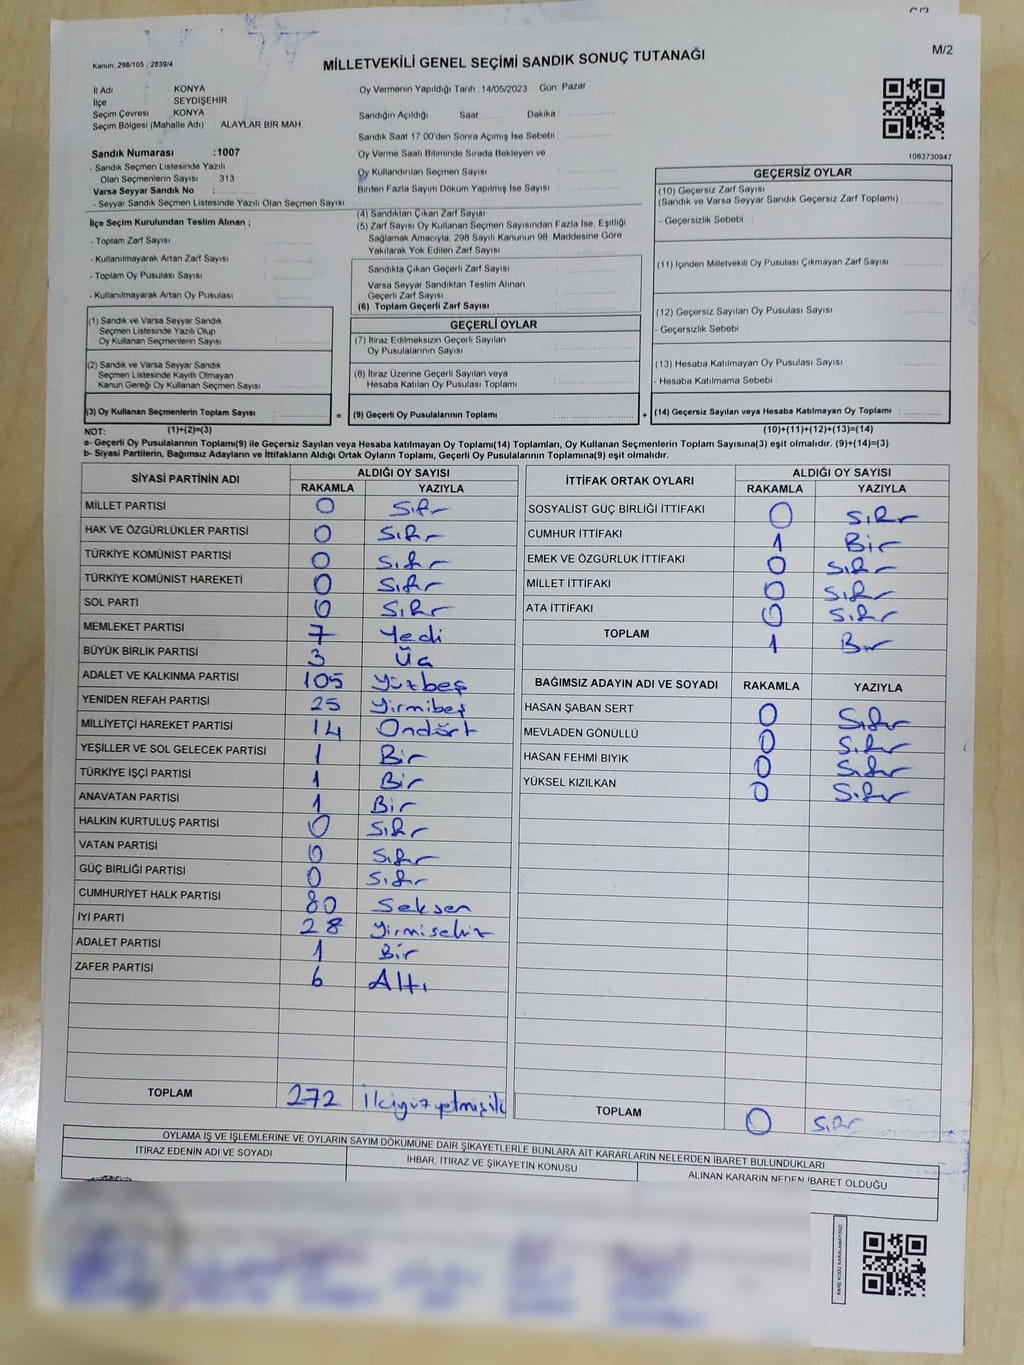 M/2
Kanun: 298/105 , 2839/4
MİLLETVEKİLİ GENEL SEÇİMİ SANDIK SONUÇ TUTANAĞI
İl Adı : KONYA
İlçe : SEYDİŞEHİR
Seçim Çevresi : KONYA
Seçim Bölgesi (Mahalle Adı) : ALAYLAR BİR MAH.
Sandık Numarası :1007
- Sandık Seçmen Listesinde Yazılı
Olan Seçmenlerin Sayısı : 313
Varsa Seyyar Sandık No :
- Seyyar Sandık Seçmen Listesinde Yazılı Olan Seçmen Sayısı :
Oy Vermenin Yapıldığı Tarih :14/05/2023 Gün: Pazar
Sandığın Açıldığı Saat : Dakika :
Sandık Saat 17.00'den Sonra Açımış İse Sebebi :
Oy Verme Saati Bitiminde Sırada Bekleyen ve
Oy Kullandırılan Seçmen Sayısı :
Birden Fazla Sayım Döküm Yapılmış İse Sayısı :
1083730947
İlçe Seçim Kurulundan Teslim Alınan ;
- Toplam Zarf Sayısı :
- Kullanılmayarak Artan Zarf Sayısı :
- Toplam Oy Pusulası Sayısı :
- Kullanılmayarak Artan Oy Pusulası :
(4) Sandıktan Çıkan Zarf Sayısı :
(5) Zarf Sayısı Oy Kullanan Seçmen Sayısından Fazla İse, Eşitliği
Sağlamak Amacıyla, 298 Sayılı Kanunun 98. Maddesine Göre
Yakılarak Yok Edilen Zarf Sayısı :
Sandıkta Çıkan Geçerli Zarf Sayısı :
Varsa Seyyar Sandıktan Teslim Alınan
Geçerli Zarf Sayısı :
(6) Toplam Geçerli Zarf Sayısı :
GEÇERSİZ OYLAR
(10) Geçersiz Zarf Sayısı
(Sandık ve Varsa Seyyar Sandık Geçersiz Zarf Toplamı) :
- Geçersizlik Sebebi :
(11) İçinden Milletvekili Oy Pusulası Çıkmayan Zarf Sayısı :
(12) Geçersiz Sayılan Oy Pusulası Sayısı :
- Geçersizlik Sebebi :
(13) Hesaba Katılmayan Oy Pusulası Sayısı :
- Hesaba Katılmama Sebebi :
(1) Sandık ve Varsa Seyyar Sandık
Seçmen Listesinde Yazılı Olup
Oy Kullanan Seçmenlerin Sayısı :
(2) Sandık ve Varsa Seyyar Sandık
Seçmen Listesinde Kayıtlı Olmayan
Kanun Gereği Oy Kullanan Seçmen Sayısı :
GEÇERLİ OYLAR
(7) İtiraz Edilmeksizin Geçerli Sayılan
Oy Pusulalarının Sayısı :
(8) İtiraz Üzerine Geçerli Sayılan veya
Hesaba Katılan Oy Pusulası Toplamı :
(3) Oy Kullanan Seçmenlerin Toplam Sayısı : = (9) Geçerli Oy Pusulalarının Toplamı : + (14) Geçersiz Sayılan veya Hesaba Katılmayan Oy Toplamı :
NOT: (1)+(2)=(3) (10)+(11)+(12)+(13)=(14)
a- Geçerli Oy Pusulalarının Toplamı(9) ile Geçersiz Sayılan veya Hesaba katılmayan Oy Toplamı(14) Toplamları, Oy Kullanan Seçmenlerin Toplam Sayısına(3) eşit olmalıdır. (9)+(14)=(3)
b- Siyasi Partilerin, Bağımsız Adayların ve İttifakların Aldığı Ortak Oyların Toplamı, Geçerli Oy Pusulalarının Toplamına(9) eşit olmalıdır.
SİYASİ PARTİNİN ADI ALDIĞI OY SAYISI
RAKAMLA YAZIYLA
MİLLET PARTİSİ 0 Sıfır
HAK VE ÖZGÜRLÜKLER PARTİSİ 0 Sıfır
TÜRKİYE KOMÜNİST PARTİSİ 0 Sıfır
TÜRKİYE KOMÜNİST HAREKETİ 0 Sıfır
SOL PARTİ 0 Sıfır
MEMLEKET PARTİSİ 7 Yedi
BÜYÜK BİRLİK PARTİSİ 3 Üç
ADALET VE KALKINMA PARTİSİ 105 Yüzbeş
YENİDEN REFAH PARTİSİ 25 Yirmibeş
MİLLİYETÇİ HAREKET PARTİSİ 14 Ondört
YEŞİLLER VE SOL GELECEK PARTİSİ 1 Bir
TÜRKİYE İŞÇİ PARTİSİ 1 Bir
ANAVATAN PARTİSİ 1 Bir
HALKIN KURTULUŞ PARTİSİ 0 Sıfır
VATAN PARTİSİ 0 Sıfır
GÜÇ BİRLİĞİ PARTİSİ 0 Sıfır
CUMHURİYET HALK PARTİSİ 80 Seksen
İYİ PARTİ 28 Yirmisekiz
ADALET PARTİSİ 1 Bir
ZAFER PARTİSİ 6 Altı
TOPLAM 272 İkiyüzyetmişiki
İTTİFAK ORTAK OYLARI ALDIĞI OY SAYISI
RAKAMLA YAZIYLA
SOSYALİST GÜÇ BİRLİĞİ İTTİFAKI 0 Sıfır
CUMHUR İTTİFAKI 1 Bir
EMEK VE ÖZGÜRLÜK İTTİFAKI 0 Sıfır
MİLLET İTTİFAKI 0 Sıfır
ATA İTTİFAKI 0 Sıfır
TOPLAM 1 Bir
BAĞIMSIZ ADAYIN ADI VE SOYADI RAKAMLA YAZIYLA
HASAN ŞABAN SERT 0 Sıfır
MEVLADEN GÖNÜLLÜ 0 Sıfır
HASAN FEHMİ BIYIK 0 Sıfır
YÜKSEL KIZILKAN 0 Sıfır
TOPLAM 0 Sıfır
OYLAMA İŞ VE İŞLEMLERİNE VE OYLARIN SAYIM DÖKÜMÜNE DAİR ŞİKAYETLERLE BUNLARA AİT KARARLARIN NELERDEN İBARET BULUNDUKLARI
İTİRAZ EDENİN ADI VE SOYADI İHBAR, İTİRAZ VE ŞİKAYETİN KONUSU ALINAN KARARIN NEDEN İBARET OLDUĞU
KARE KODU KARALAMAYINIZ!